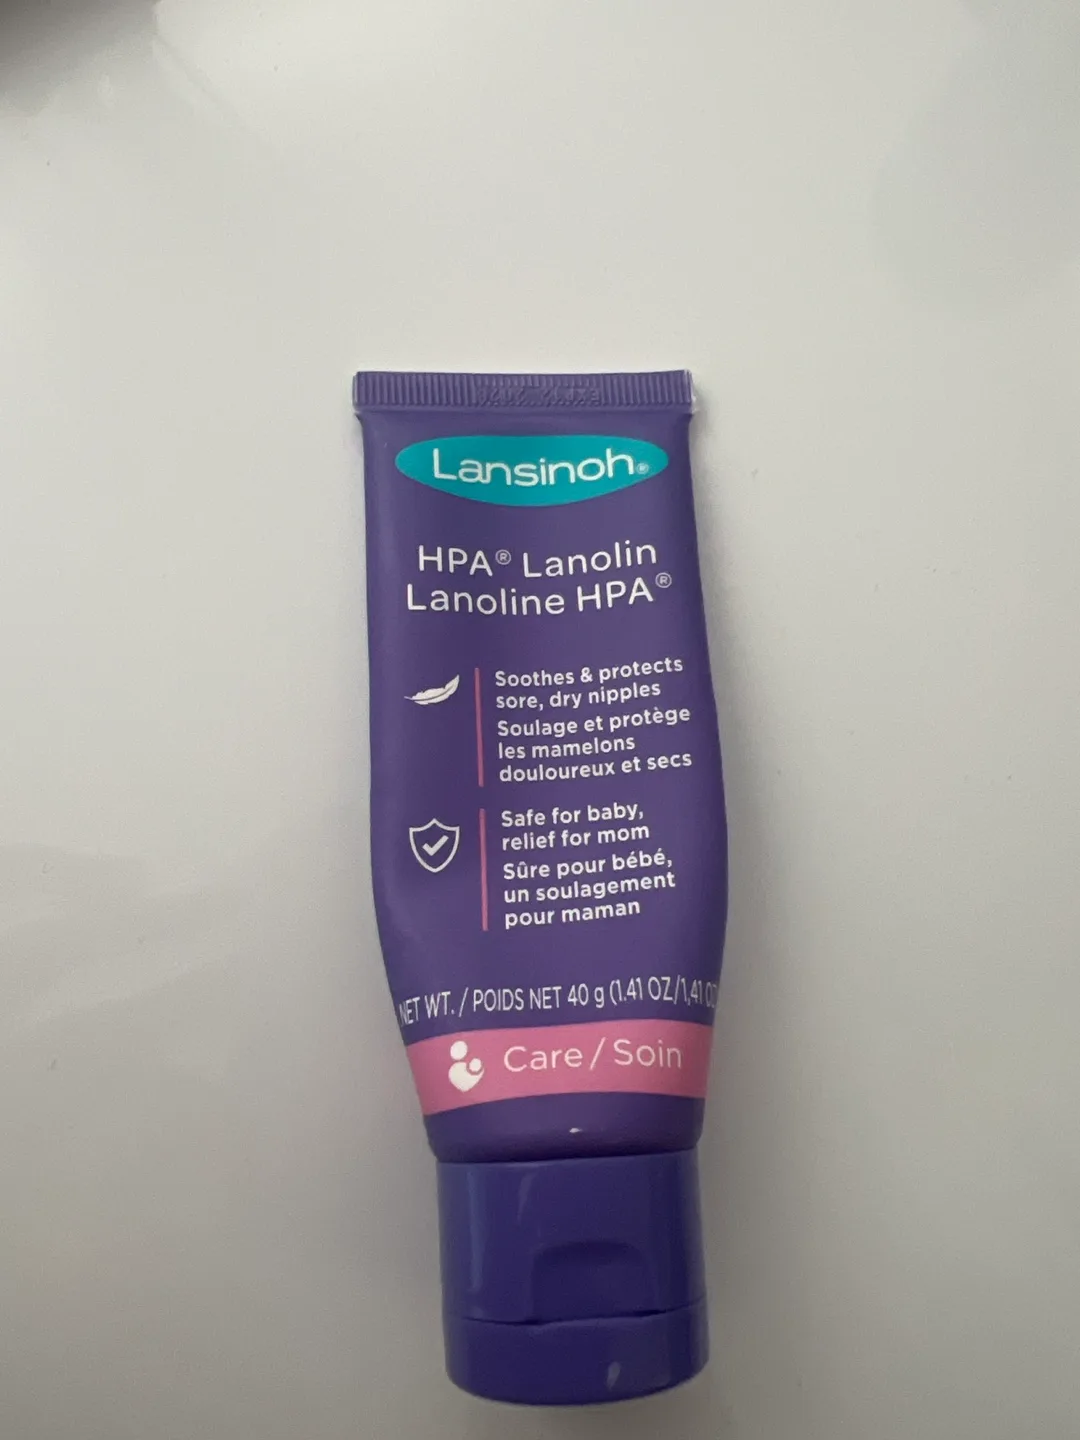 Lansinoh®
HPA® Lanolin
Lanoline HPA®
Soothes & protects
sore, dry nipples
Soulage et protège
les mamelons
douloureux et secs
Safe for baby,
relief for mom
Sûre pour bébé,
un soulagement
pour maman
NET WT. / POIDS NET 40 g (1.41 OZ/1,41 OZ
Care / Soin